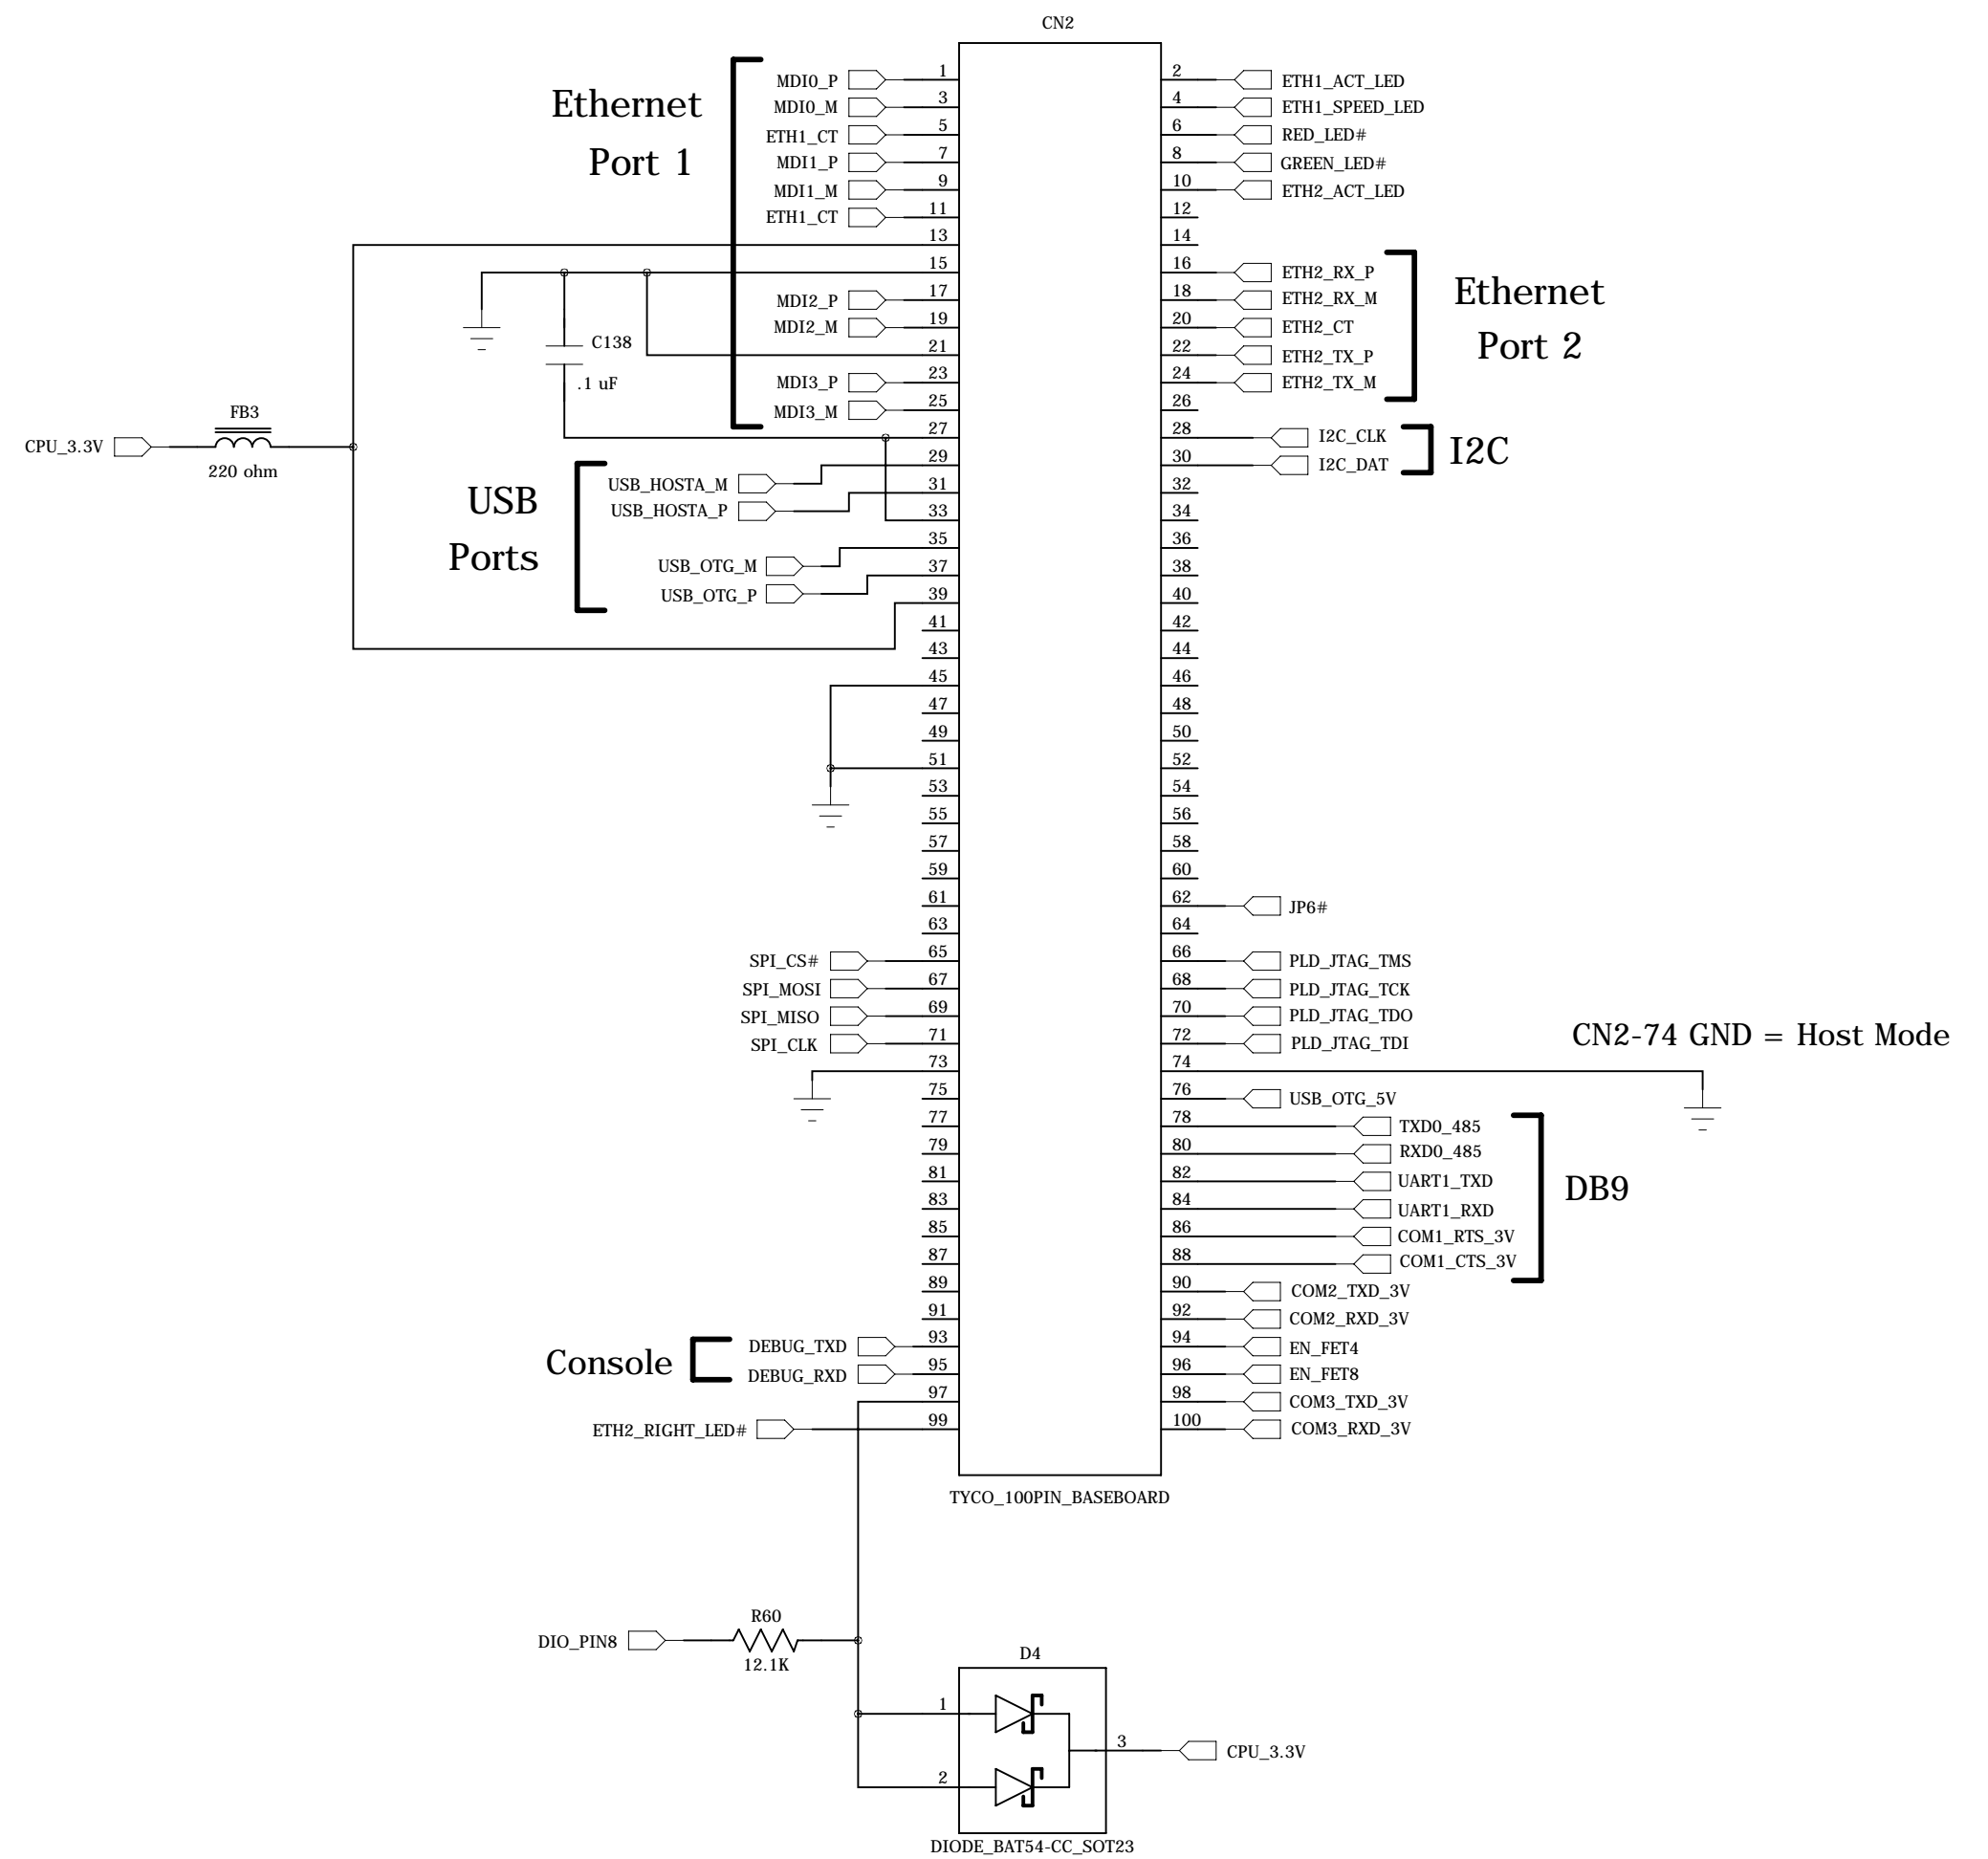 CN2
Ethernet
Port 1
MDI0_P 1
MDI0_M 3
ETH1_CT 5
MDI1_P 7
MDI1_M 9
ETH1_CT 11
13
15
MDI2_P 17
MDI2_M 19
21
MDI3_P 23
MDI3_M 25
27
C138
.1 uF
FB3
CPU_3.3V
220 ohm
USB
Ports
29
USB_HOSTA_M
31
USB_HOSTA_P
33
35
USB_OTG_M
37
USB_OTG_P
39
41
43
45
47
49
51
53
55
57
59
61
63
SPI_CS# 65
SPI_MOSI 67
SPI_MISO 69
SPI_CLK 71
73
75
77
79
81
83
85
87
89
91
Console
DEBUG_TXD 93
DEBUG_RXD 95
97
ETH2_RIGHT_LED# 99
2 ETH1_ACT_LED
4 ETH1_SPEED_LED
6 RED_LED#
8 GREEN_LED#
10 ETH2_ACT_LED
12
14
16 ETH2_RX_P
18 ETH2_RX_M
20 ETH2_CT
22 ETH2_TX_P
24 ETH2_TX_M
Ethernet
Port 2
26
28 I2C_CLK
30 I2C_DAT
I2C
32
34
36
38
40
42
44
46
48
50
52
54
56
58
60
62 JP6#
64
66 PLD_JTAG_TMS
68 PLD_JTAG_TCK
70 PLD_JTAG_TDO
72 PLD_JTAG_TDI
CN2-74 GND = Host Mode
74
76 USB_OTG_5V
78 TXD0_485
80 RXD0_485
82 UART1_TXD
84 UART1_RXD
86 COM1_RTS_3V
88 COM1_CTS_3V
DB9
90 COM2_TXD_3V
92 COM2_RXD_3V
94 EN_FET4
96 EN_FET8
98 COM3_TXD_3V
100 COM3_RXD_3V
TYCO_100PIN_BASEBOARD
R60
DIO_PIN8
12.1K
D4
1
2
3
CPU_3.3V
DIODE_BAT54-CC_SOT23